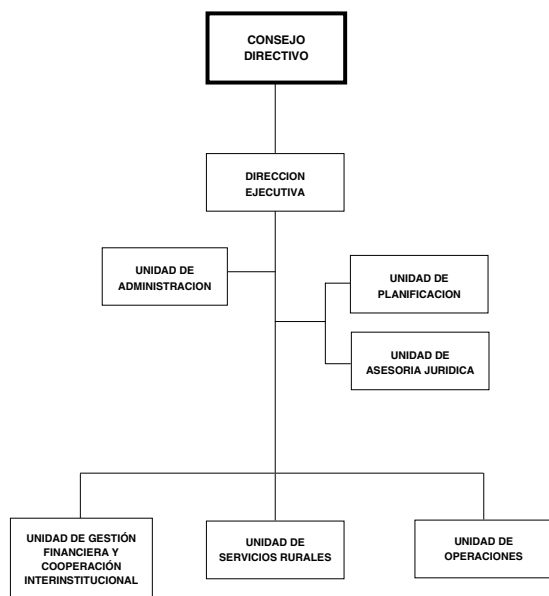 CONSEJO
DIRECTIVO
DIRECCION
EJECUTIVA
UNIDAD DE
ADMINISTRACION
UNIDAD DE
PLANIFICACION
UNIDAD DE
ASESORIA JURIDICA
UNIDAD DE GESTIÓN
FINANCIERA Y
COOPERACIÓN
INTERINSTITUCIONAL
UNIDAD DE
SERVICIOS RURALES
UNIDAD DE
OPERACIONES